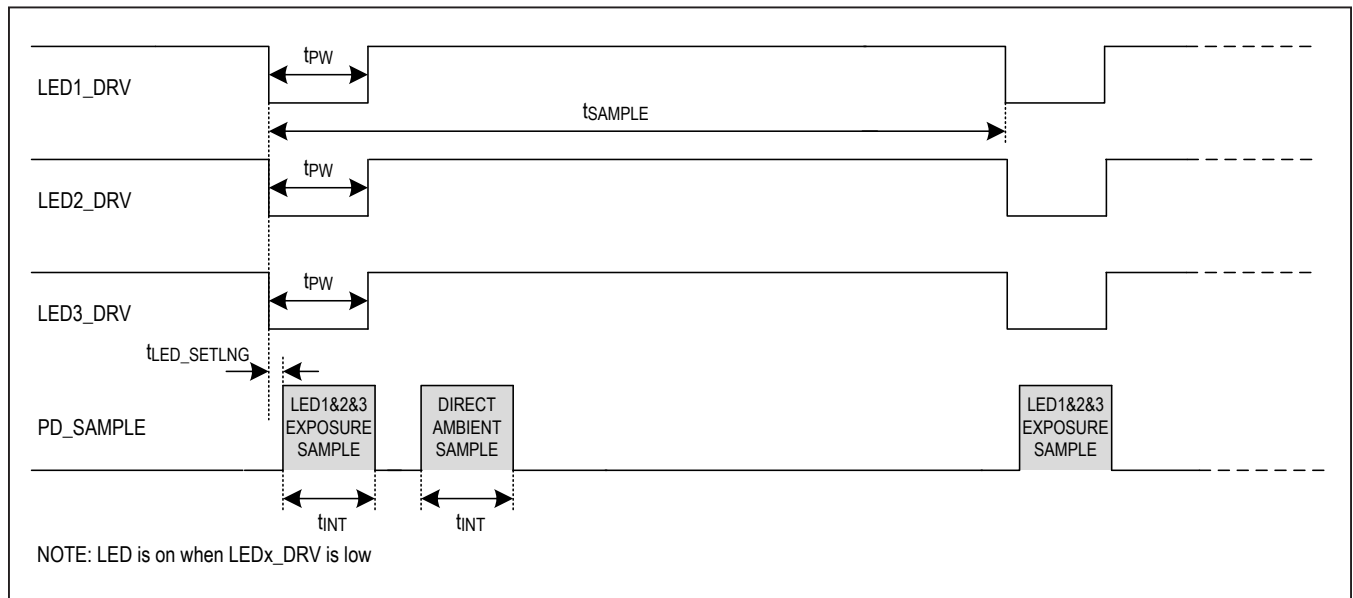 tPW
LED1_DRV
tSAMPLE
tPW
LED2_DRV
tPW
LED3_DRV
tLED_SETLNG
PD_SAMPLE
LED1&2&3
EXPOSURE
SAMPLE
DIRECT
AMBIENT
SAMPLE
LED1&2&3
EXPOSURE
SAMPLE
tINT
tINT
NOTE: LED is on when LEDx_DRV is low